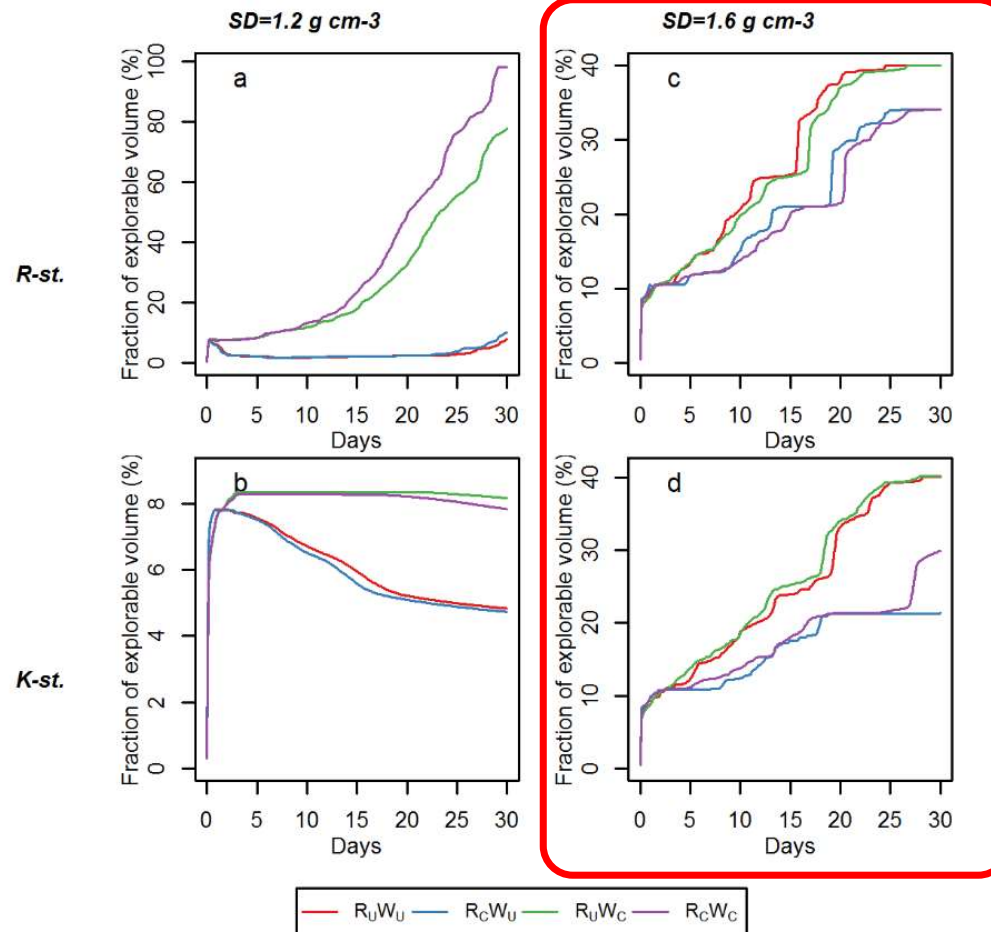 SD=1.2 g cm-3
SD=1.6 g cm-3
R-st.
Fraction of explorable volume (%)
0 20 40 60 80 100
a
0 5 10 15 20 25 30
Days
Fraction of explorable volume (%)
0 10 20 30 40
c
0 5 10 15 20 25 30
Days
K-st.
Fraction of explorable volume (%)
0 2 4 6 8
b
0 5 10 15 20 25 30
Days
Fraction of explorable volume (%)
0 10 20 30 40
d
0 5 10 15 20 25 30
Days
RUWU RCWU RUWC RCWC